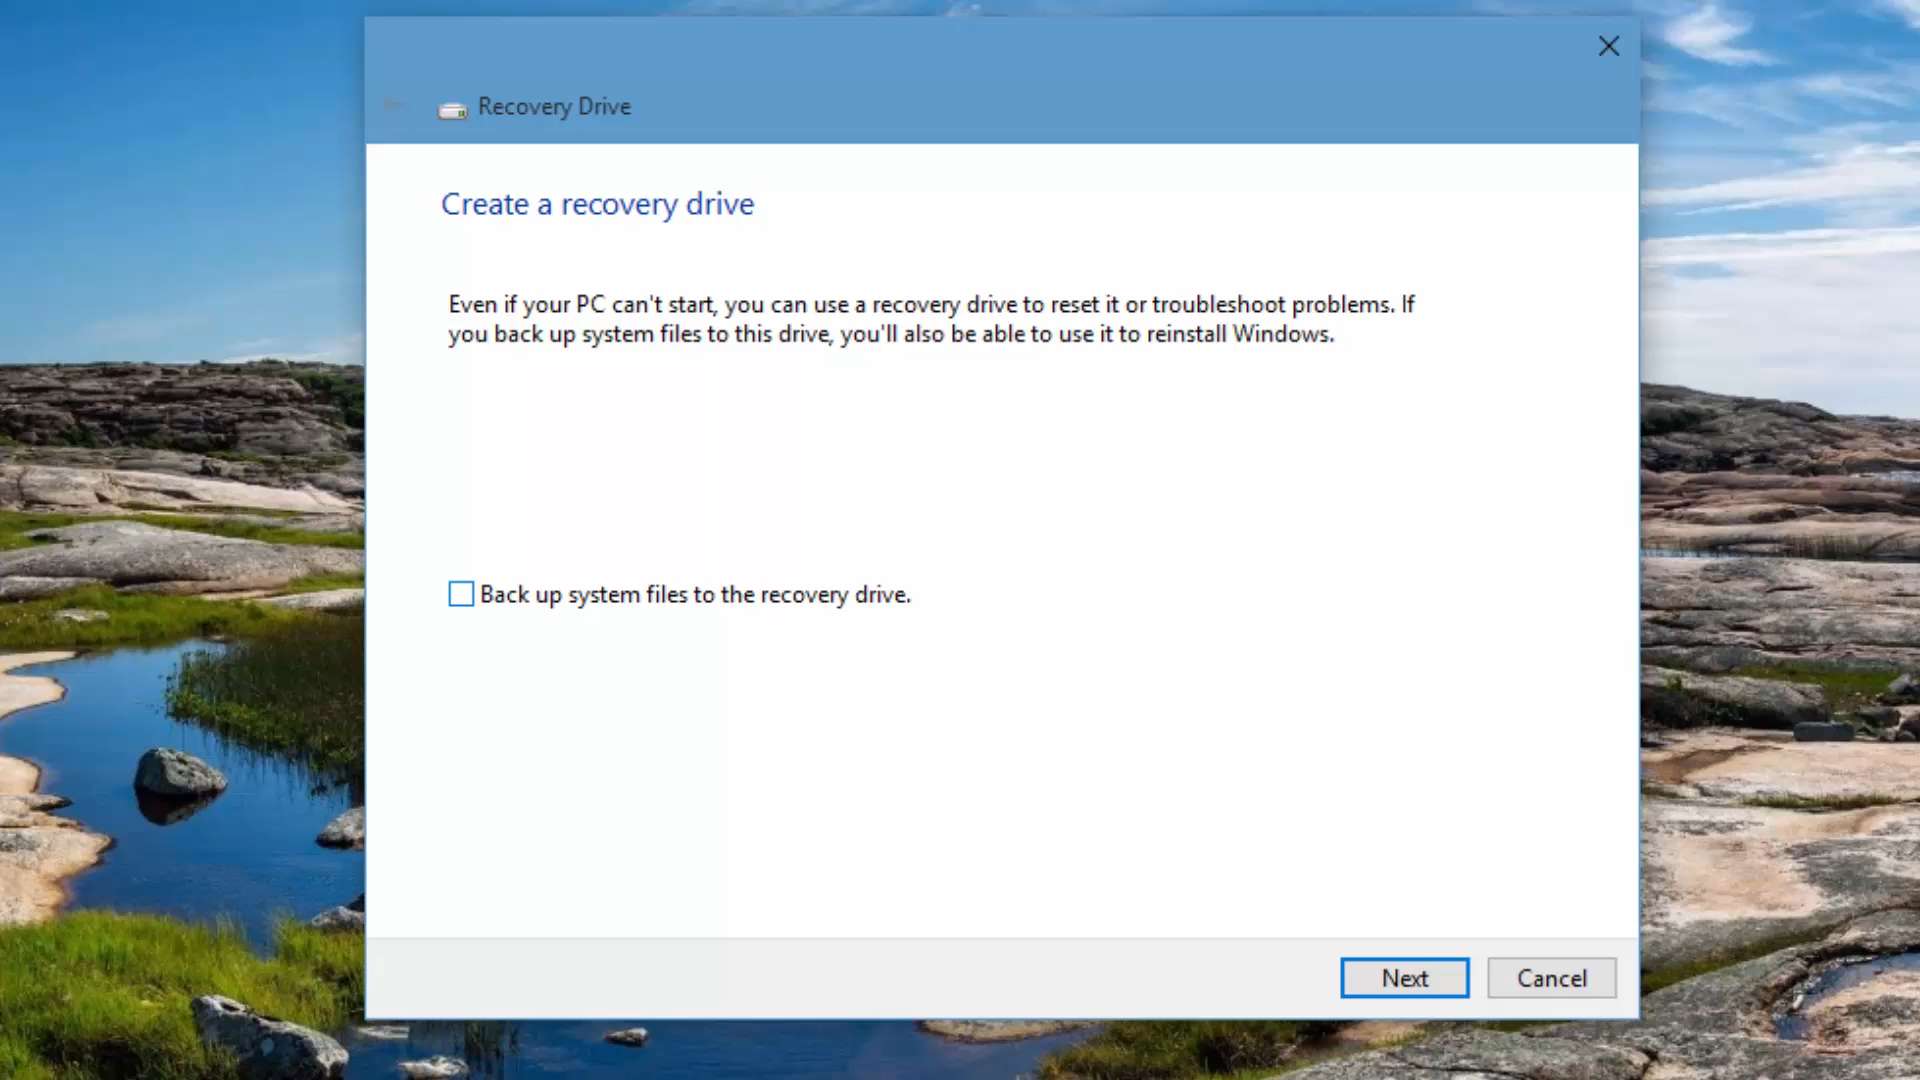 Recovery Drive
Create a recovery drive
Even if your PC can't start, you can use a recovery drive to reset it or troubleshoot problems. If
you back up system files to this drive, you'll also be able to use it to reinstall Windows.
Back up system files to the recovery drive.
Next
Cancel